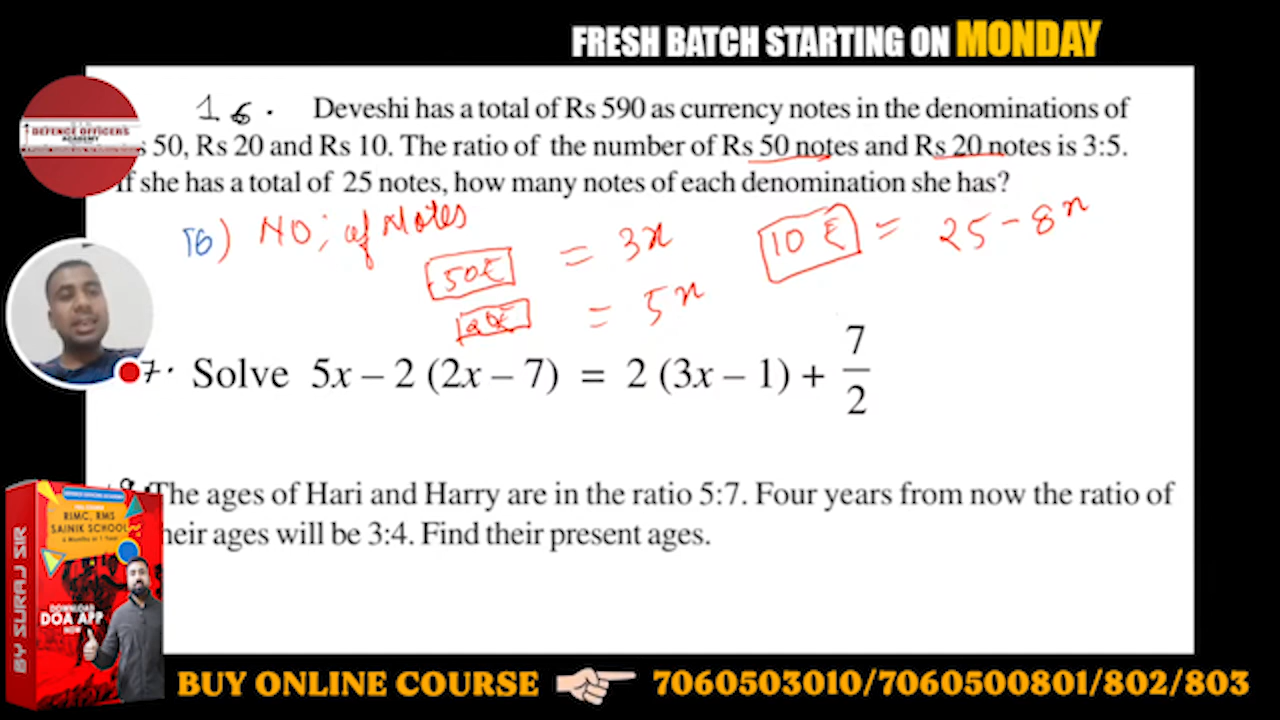 FRESH BATCH STARTING ON MONDAY
16. Deveshi has a total of Rs 590 as currency notes in the denominations of
DEFENCE OFFICERS
ACADEMY
50, Rs 20 and Rs 10. The ratio of the number of Rs 50 notes and Rs 20 notes is 3:5.
If she has a total of 25 notes, how many notes of each denomination she has?
16) NO; of Notes
50₹ = 3x
10 ₹ = 25-8x
20₹ = 5x
7. Solve 5x – 2 (2x – 7) = 2 (3x – 1) + 7/2
The ages of Hari and Harry are in the ratio 5:7. Four years from now the ratio of
their ages will be 3:4. Find their present ages.
RIMC, RMS
SAINIK SCHOOL
BY SURAJ SIR
DOWNLOAD
DOA APP
NOW
BUY ONLINE COURSE 7060503010/7060500801/802/803